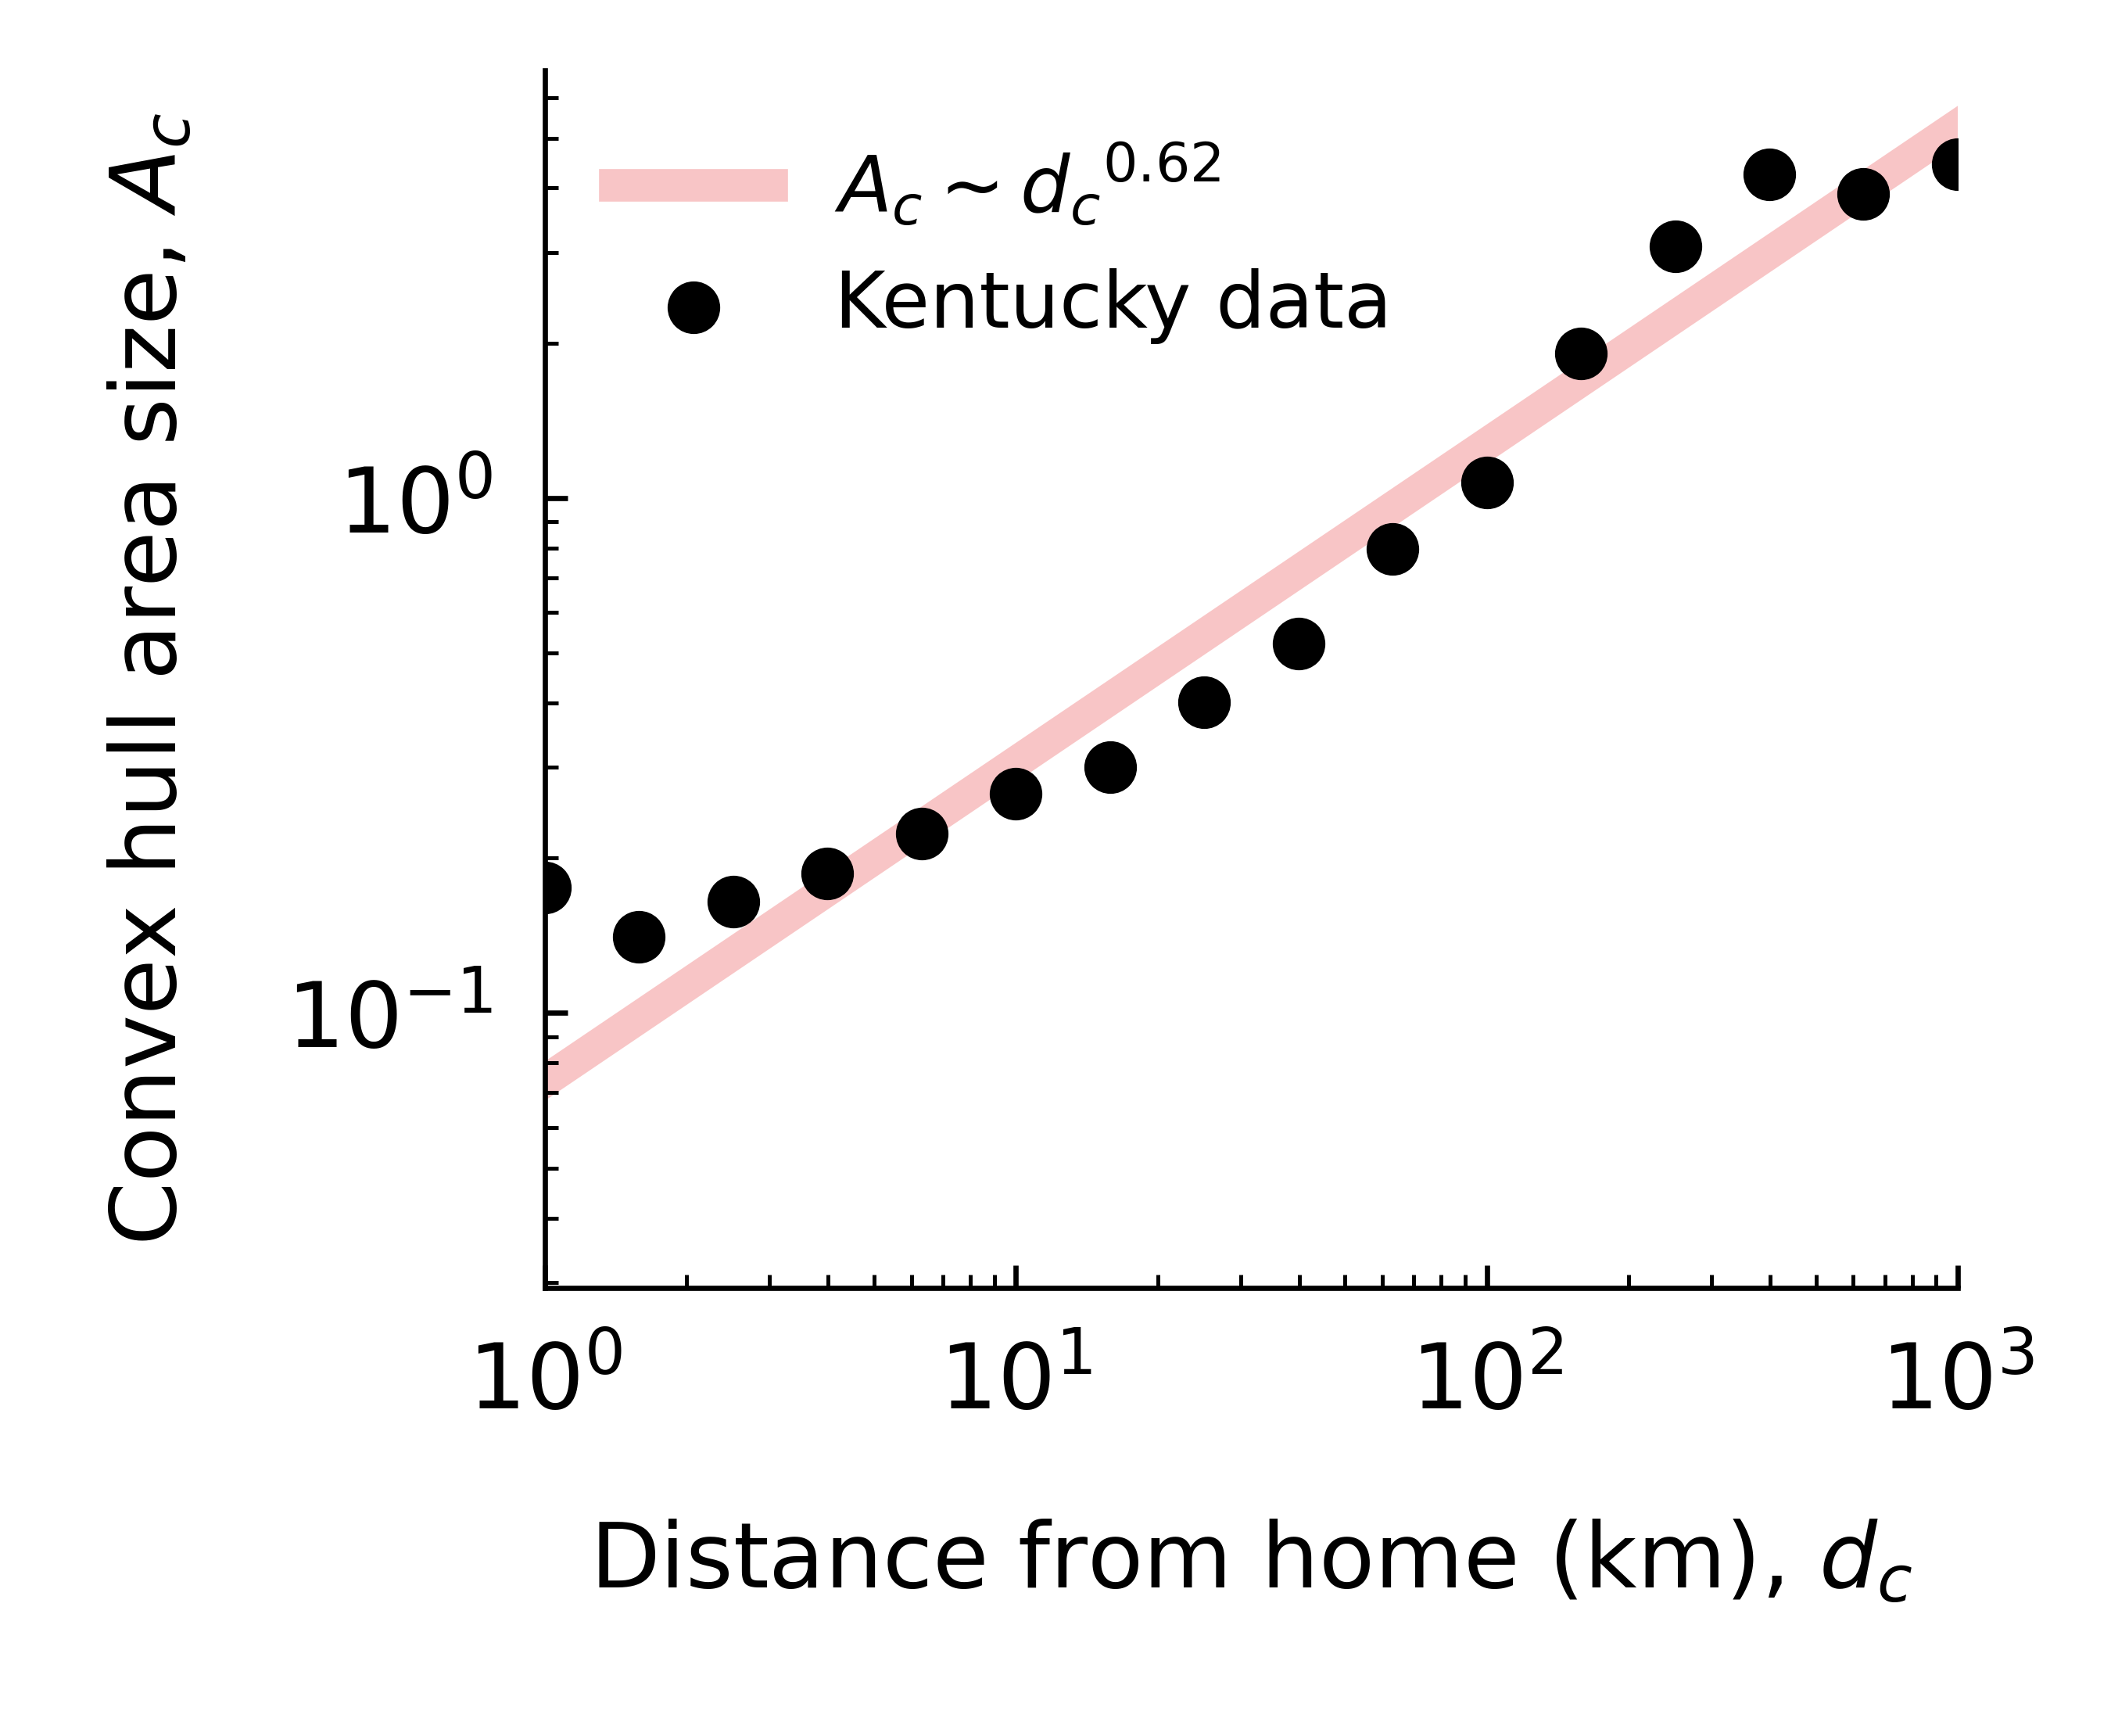 Convex hull area size, A_c
A_c ~ d_c^0.62
Kentucky data
10^0
10^−1
10^0 10^1 10^2 10^3
Distance from home (km), d_c